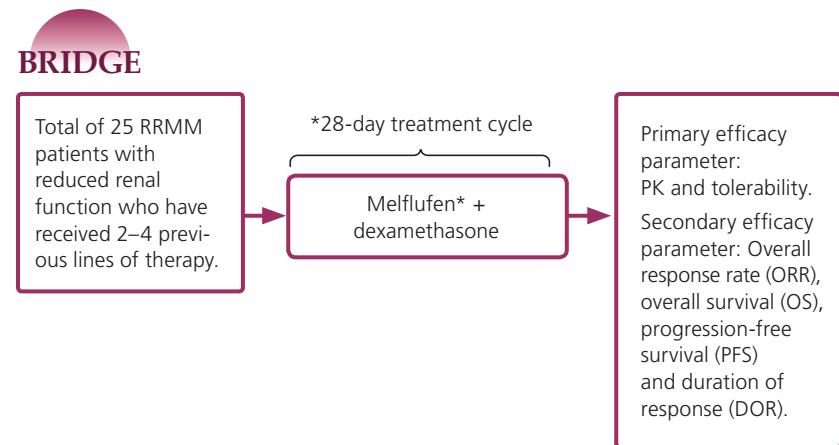 BRIDGE
Total of 25 RRMM
patients with
reduced renal
function who have
received 2–4 previ-
ous lines of therapy.
*28-day treatment cycle
Melflufen* +
dexamethasone
Primary efficacy
parameter:
PK and tolerability.
Secondary efficacy
parameter: Overall
response rate (ORR),
overall survival (OS),
progression-free
survival (PFS)
and duration of
response (DOR).